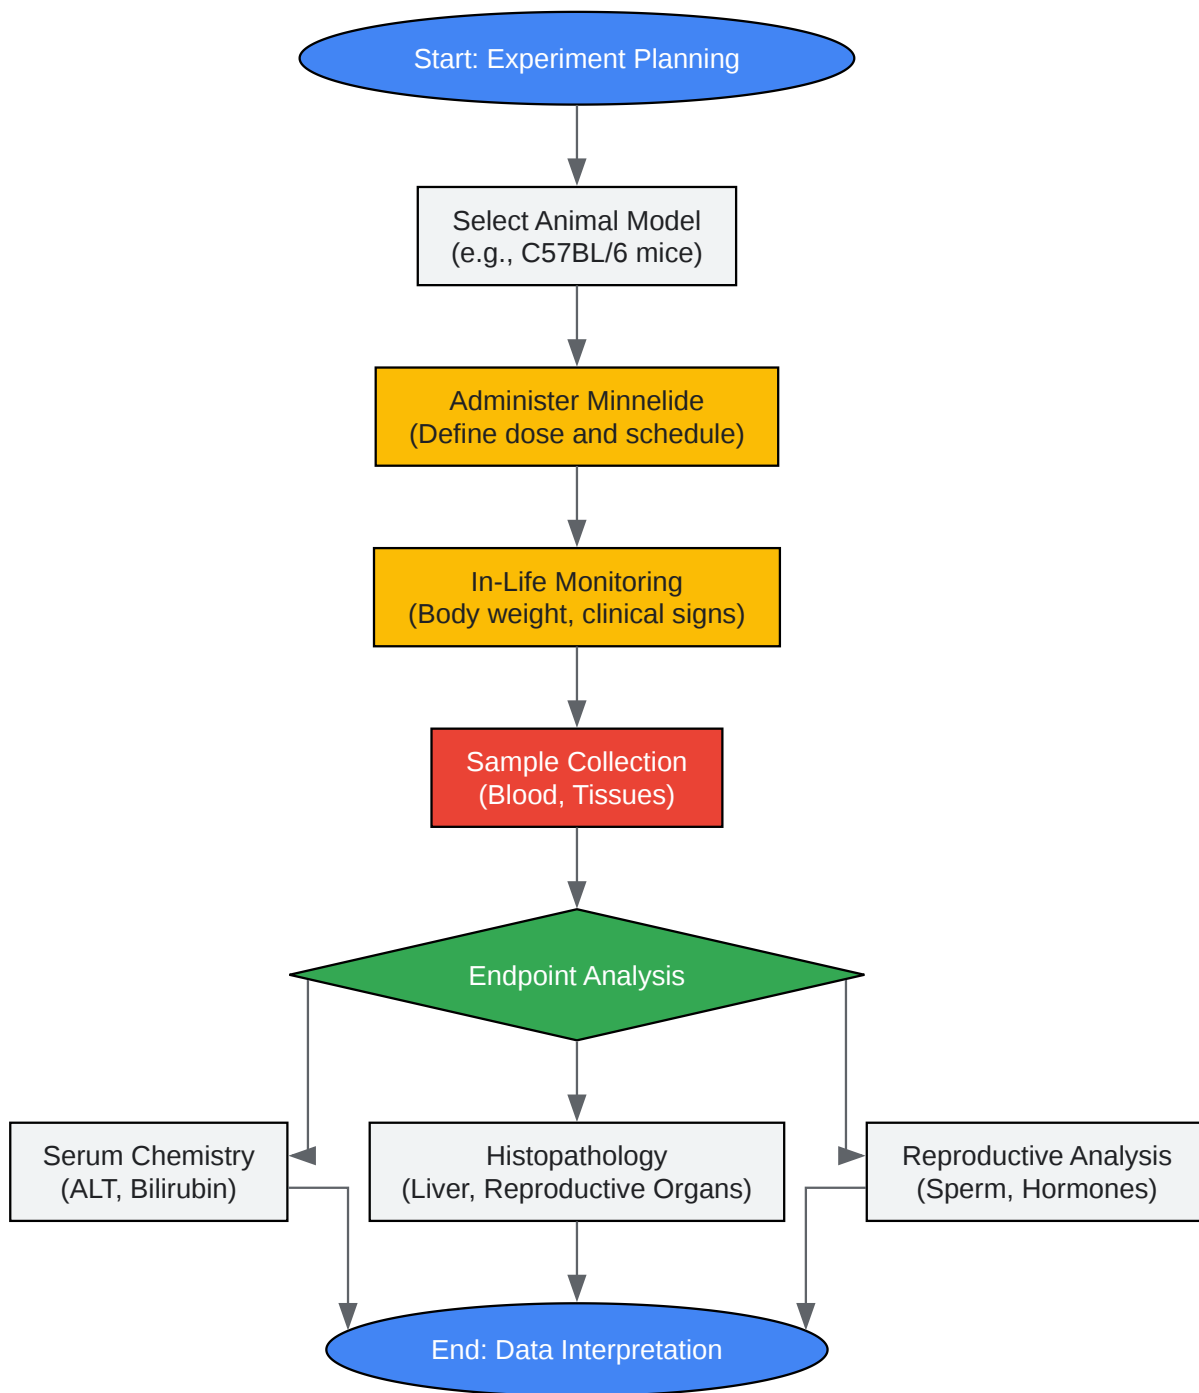 Start: Experiment Planning
Select Animal Model
(e.g., C57BL/6 mice)
Administer Minnelide
(Define dose and schedule)
In-Life Monitoring
(Body weight, clinical signs)
Sample Collection
(Blood, Tissues)
Endpoint Analysis
Serum Chemistry
(ALT, Bilirubin)
Histopathology
(Liver, Reproductive Organs)
Reproductive Analysis
(Sperm, Hormones)
End: Data Interpretation